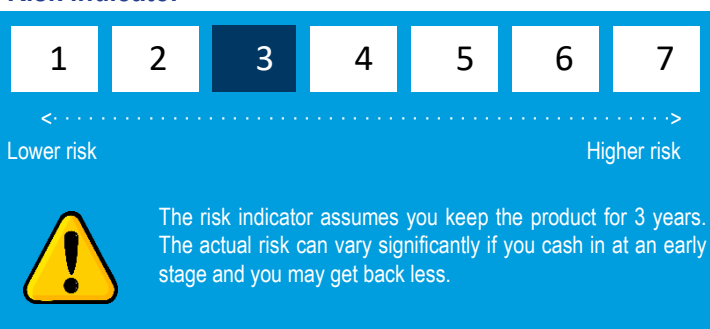 1 2 3 4 5 6 7
Lower risk Higher risk
The risk indicator assumes you keep the product for 3 years.
The actual risk can vary significantly if you cash in at an early
stage and you may get back less.